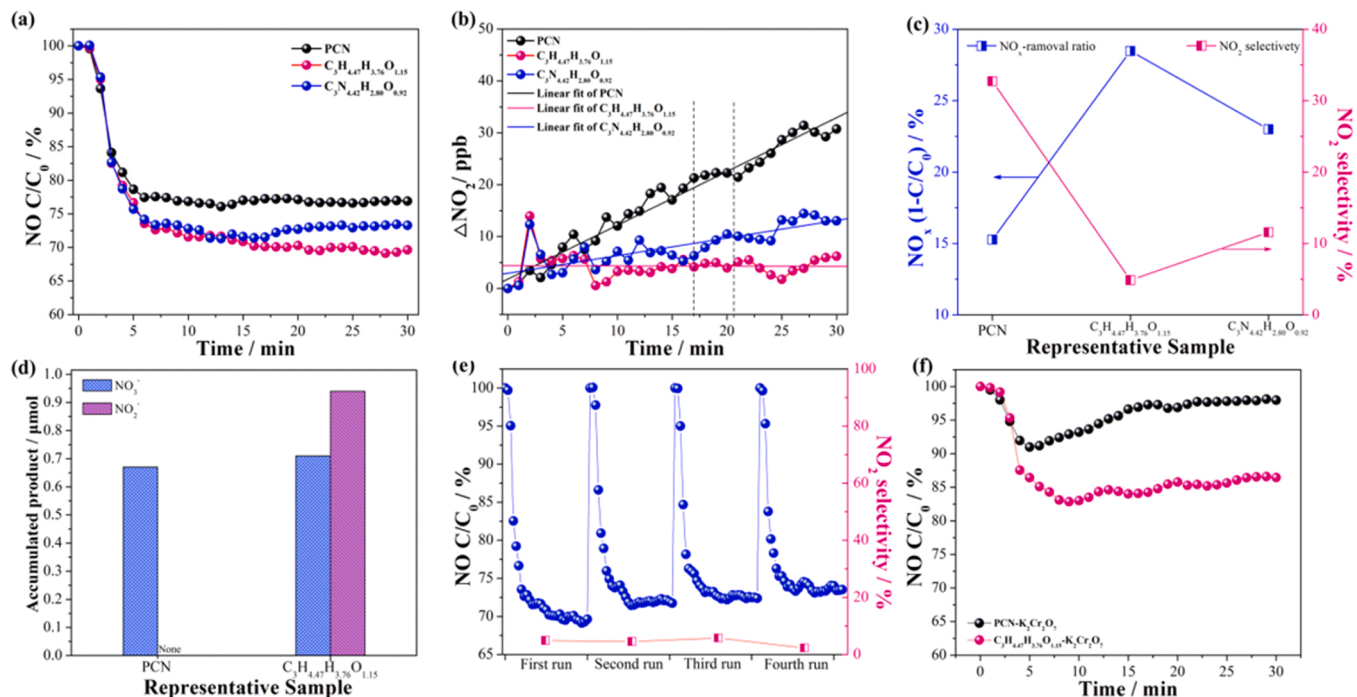 (a)
100
95
90
85
80
75
70
65
60
NO C/C₀ / %
PCN
C₃H₄.₄₇H₃.₇₆O₁.₁₅
C₃N₄.₄₂H₂.₈₀O₀.₉₂
0 5 10 15 20 25 30
Time / min
(b)
50
40
30
20
10
0
△NO₂/ ppb
PCN
C₃H₄.₄₇H₃.₇₆O₁.₁₅
C₃N₄.₄₂H₂.₈₀O₀.₉₂
Linear fit of PCN
Linear fit of C₃H₄.₄₇H₃.₇₆O₁.₁₅
Linear fit of C₃N₄.₄₂H₂.₈₀O₀.₉₂
0 5 10 15 20 25 30
Time / min
(c)
30
25
20
15
10
NOₓ (1-C/C₀) / %
NOₓ-ramoval ratio
NO₂ selectivety
40
30
20
10
0
NO₂ selectivity / %
PCN C₃H₄.₄₇H₃.₇₆O₁.₁₅ C₃N₄.₄₂H₂.₈₀O₀.₉₂
Representative Sample
(d)
1.0
0.9
0.8
0.7
0.6
0.5
0.4
0.3
0.2
0.1
0.0
Accumulated product / μmol
NO₃⁻
NO₂⁻
None
PCN C₃H₄.₄₇H₃.₇₆O₁.₁₅
Representative Sample
(e)
100
95
90
85
80
75
70
65
NO C/C₀ / %
100
80
60
40
20
0
NO₂ selectivity / %
First run Second run Third run Fourth run
(f)
100
95
90
85
80
75
70
65
60
NO C/C₀ / %
PCN-K₂Cr₂O₇
C₃H₄.₄₇H₃.₇₆O₁.₁₅-K₂Cr₂O₇
0 5 10 15 20 25 30
Time / min